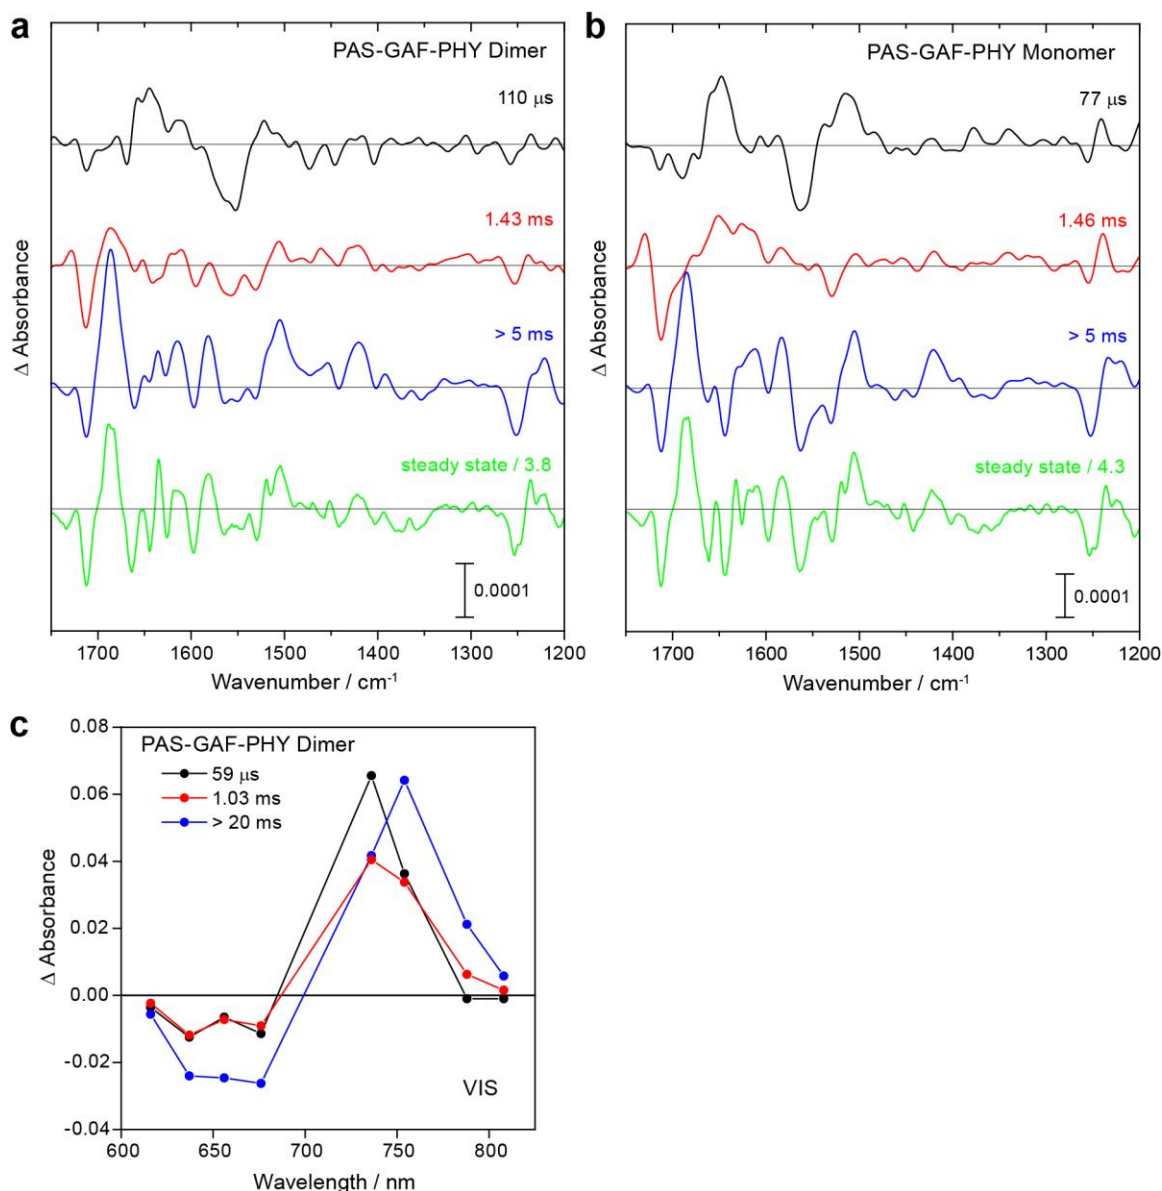 a
PAS-GAF-PHY Dimer
110 μs
1.43 ms
> 5 ms
steady state / 3.8
0.0001
Δ Absorbance
1700 1600 1500 1400 1300 1200
Wavenumber / cm⁻¹
b
PAS-GAF-PHY Monomer
77 μs
1.46 ms
> 5 ms
steady state / 4.3
0.0001
Δ Absorbance
1700 1600 1500 1400 1300 1200
Wavenumber / cm⁻¹
c
PAS-GAF-PHY Dimer
59 μs
1.03 ms
> 20 ms
VIS
Δ Absorbance
0.08
0.06
0.04
0.02
0.00
-0.02
-0.04
600 650 700 750 800
Wavelength / nm